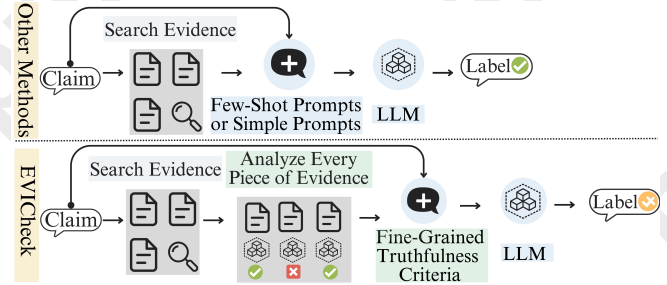 Other Methods
Search Evidence
Claim
Few-Shot Prompts
or Simple Prompts
LLM
Label
EVICheck
Search Evidence
Analyze Every
Piece of Evidence
Claim
Fine-Grained
Truthfulness
Criteria
LLM
Label